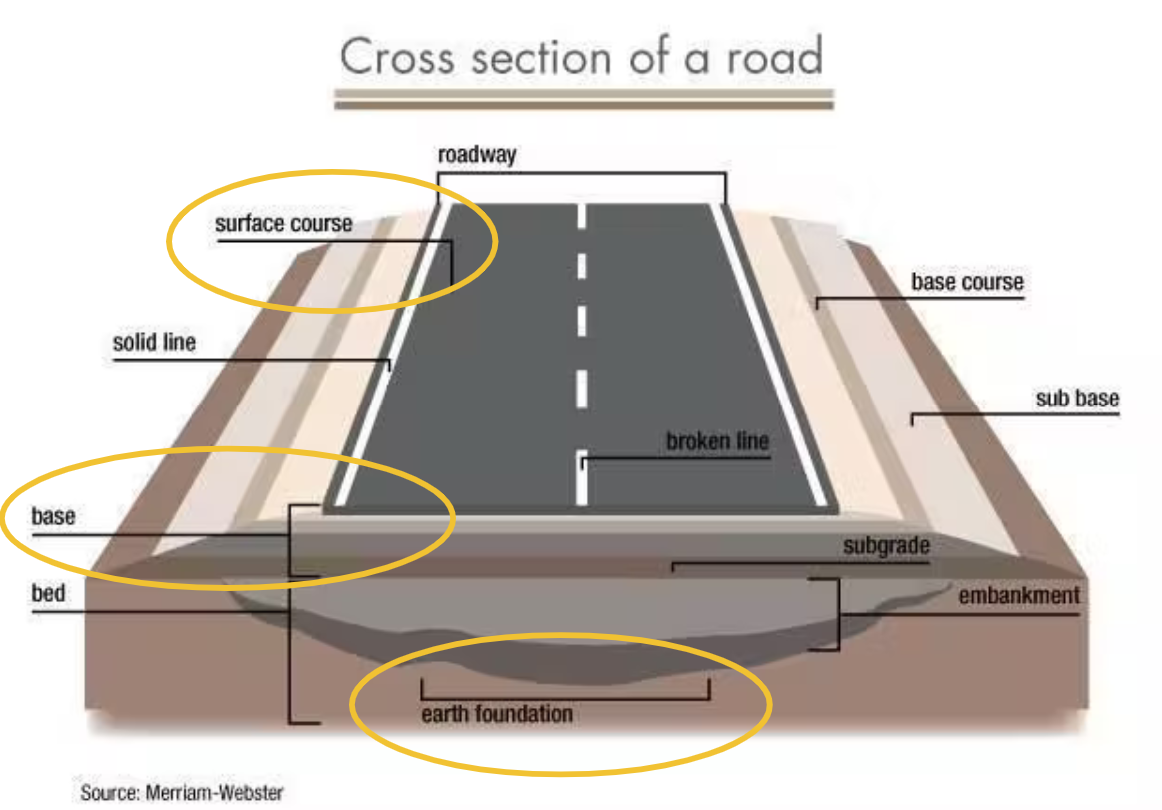 Cross section of a road
roadway
surface course
base course
solid line
sub base
broken line
base
subgrade
bed
embankment
earth foundation
Source: Merriam-Webster